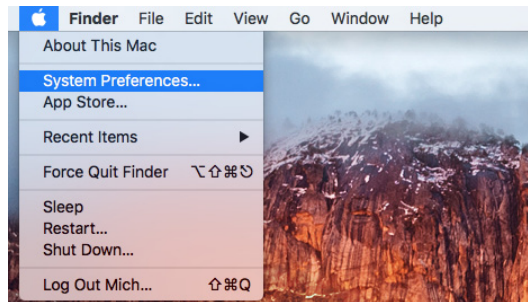 Finder File Edit View Go Window Help
About This Mac
System Preferences...
App Store...
Recent Items
Force Quit Finder ⌥⇧⌘⎋
Sleep
Restart...
Shut Down...
Log Out Mich... ⇧⌘Q